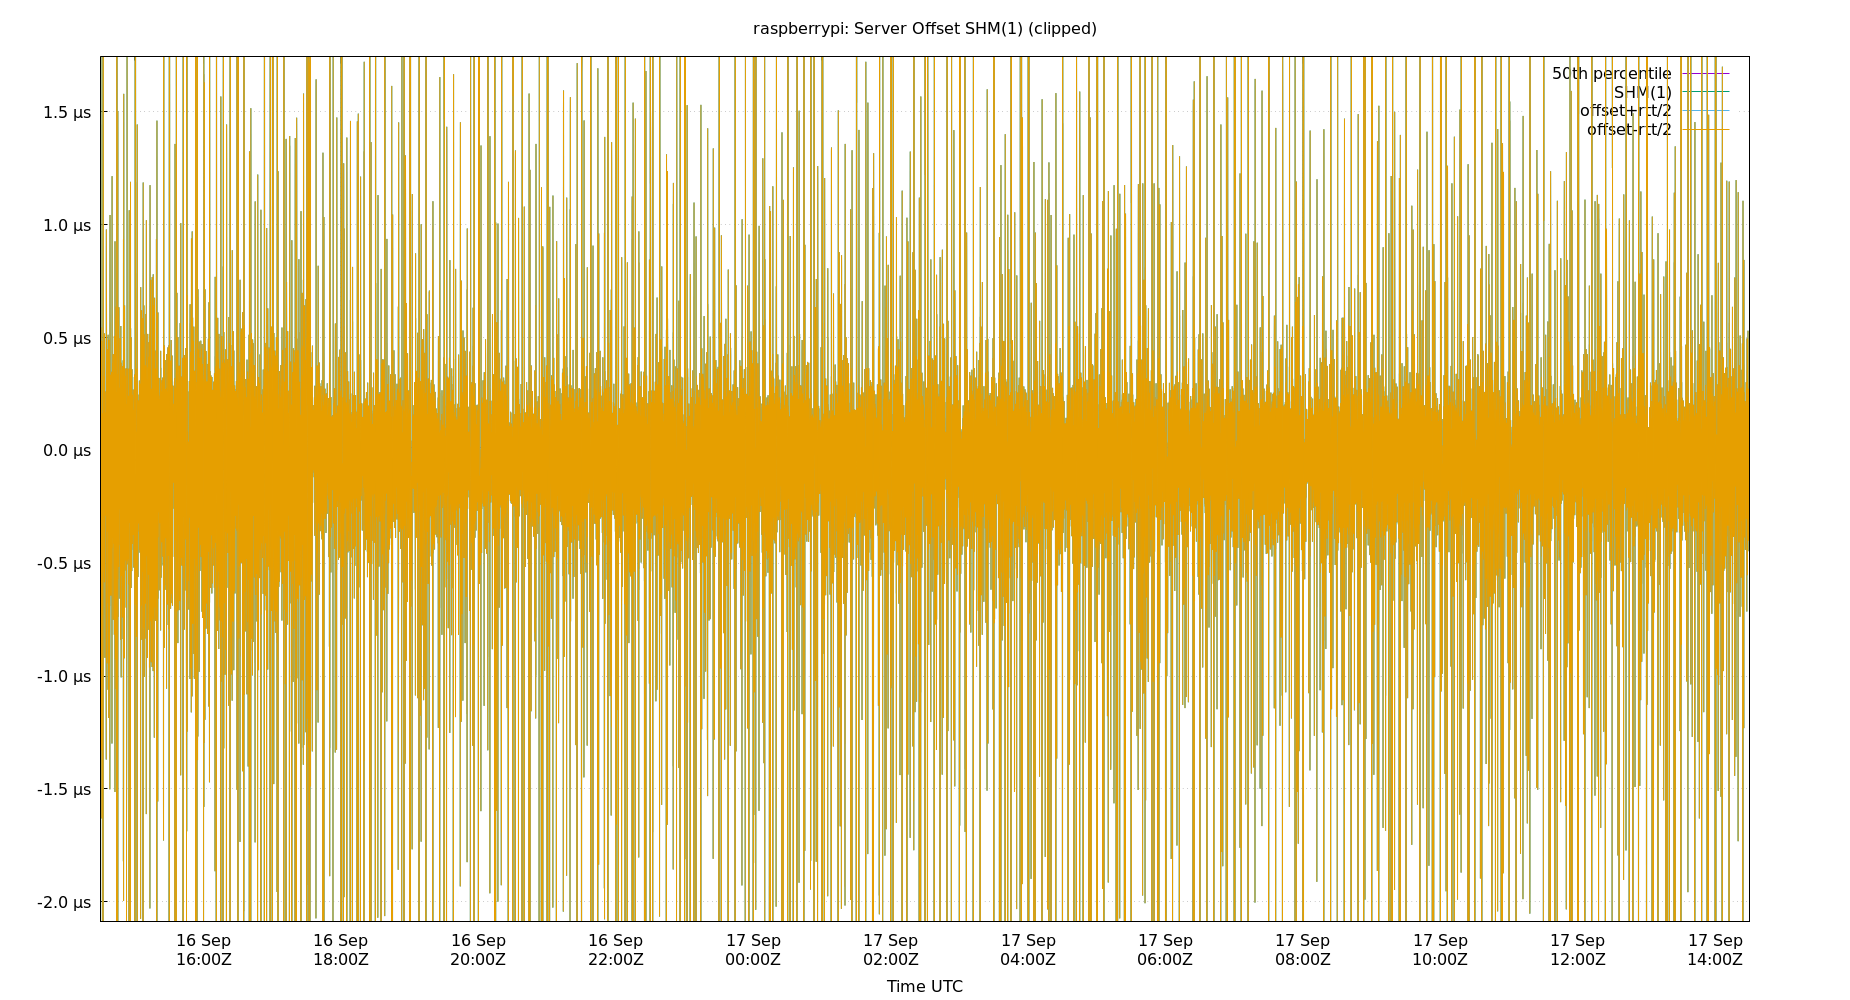 raspberrypi: Server Offset SHM(1) (clipped)
50th percentile
SHM(1)
offset+rtt/2
offset-rtt/2
1.5 µs
1.0 µs
0.5 µs
0.0 µs
-0.5 µs
-1.0 µs
-1.5 µs
-2.0 µs
16 Sep 16 Sep 16 Sep 16 Sep 17 Sep 17 Sep 17 Sep 17 Sep 17 Sep 17 Sep 17 Sep 17 Sep
16:00Z 18:00Z 20:00Z 22:00Z 00:00Z 02:00Z 04:00Z 06:00Z 08:00Z 10:00Z 12:00Z 14:00Z
Time UTC